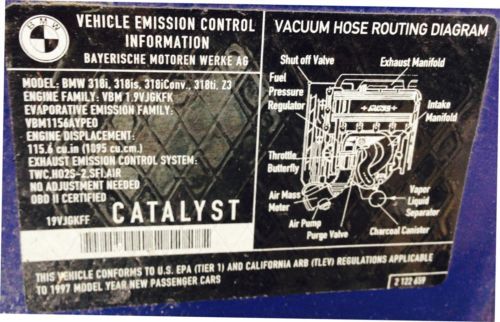 BMW
VEHICLE EMISSION CONTROL
INFORMATION
BAYERISCHE MOTOREN WERKE AG
MODEL: BMW 318i, 318is, 318iConv., 318ti, Z3
ENGINE FAMILY: VBM 1.9VJGKFK
EVAPORATIVE EMISSION FAMILY:
VBM1156AYPEO
ENGINE DISPLACEMENT:
115.6 cu.in (1895 cu.cm.)
EXHAUST EMISSION CONTROL SYSTEM:
TWC,HO2S-2,SFI,AIR
NO ADJUSTMENT NEEDED
OBD II CERTIFIED
19VJGKFF
CATALYST
VACUUM HOSE ROUTING DIAGRAM
Shut off Valve
Exhaust Manifold
Fuel
Pressure
Regulator
Intake
Manifold
Throttle
Butterfly
Air Mass
Meter
Vapor
Liquid
Separator
Air Pump
Purge Valve
Charcoal Canister
THIS VEHICLE CONFORMS TO U.S. EPA (TIER 1) AND CALIFORNIA ARB (TLEV) REGULATIONS APPLICABLE
TO 1997 MODEL YEAR NEW PASSENGER CARS
2 122 659